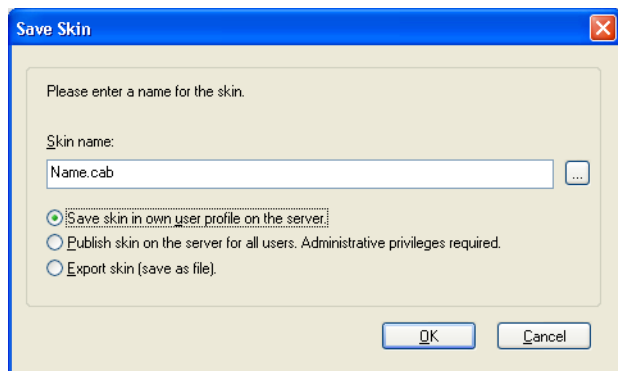 Save Skin
Please enter a name for the skin.
Skin name:
Name.cab
...
Save skin in own user profile on the server.
Publish skin on the server for all users. Administrative privileges required.
Export skin (save as file).
OK
Cancel